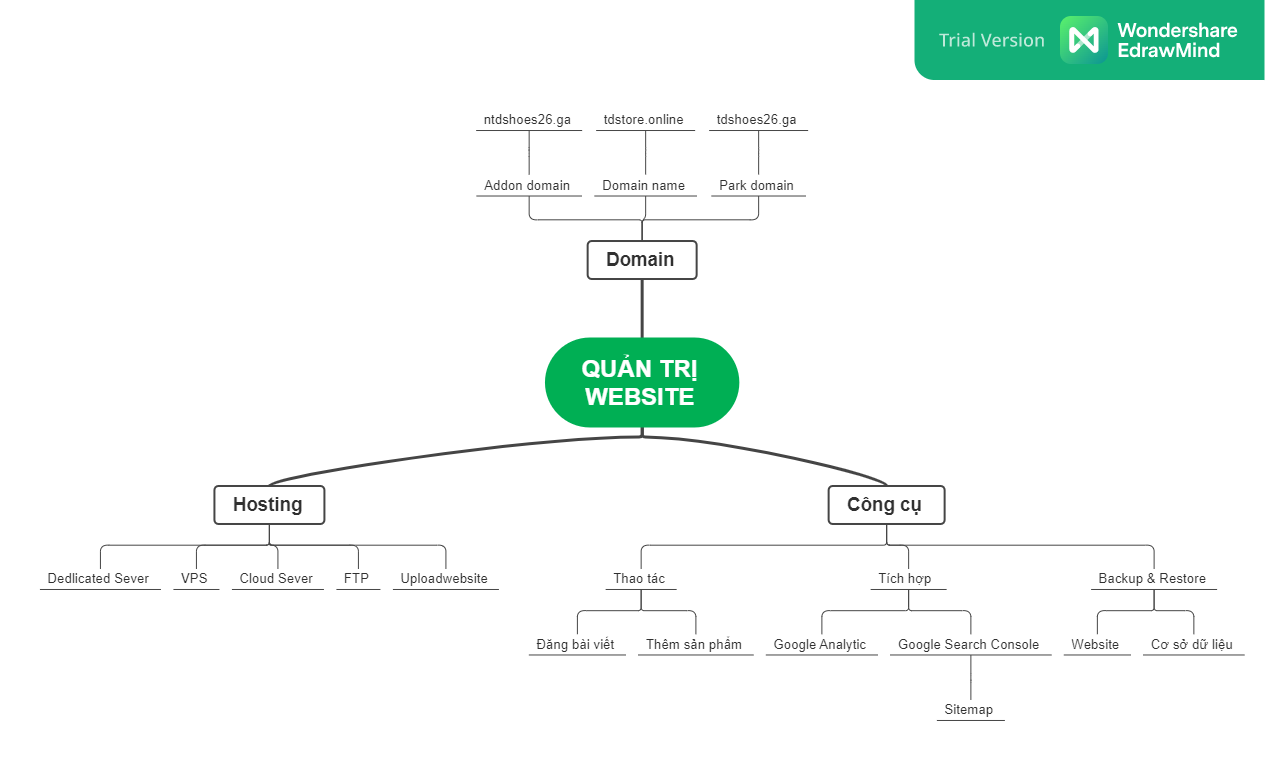 Trial Version
Wondershare
EdrawMind
ntdshoes26.ga
tdstore.online
tdshoes26.ga
Addon domain
Domain name
Park domain
Domain
QUẢN TRỊ
WEBSITE
Hosting
Công cụ
Dedlicated Sever
VPS
Cloud Sever
FTP
Uploadwebsite
Thao tác
Tích hợp
Backup & Restore
Đăng bài viết
Thêm sản phẩm
Google Analytic
Google Search Console
Website
Cơ sở dữ liệu
Sitemap